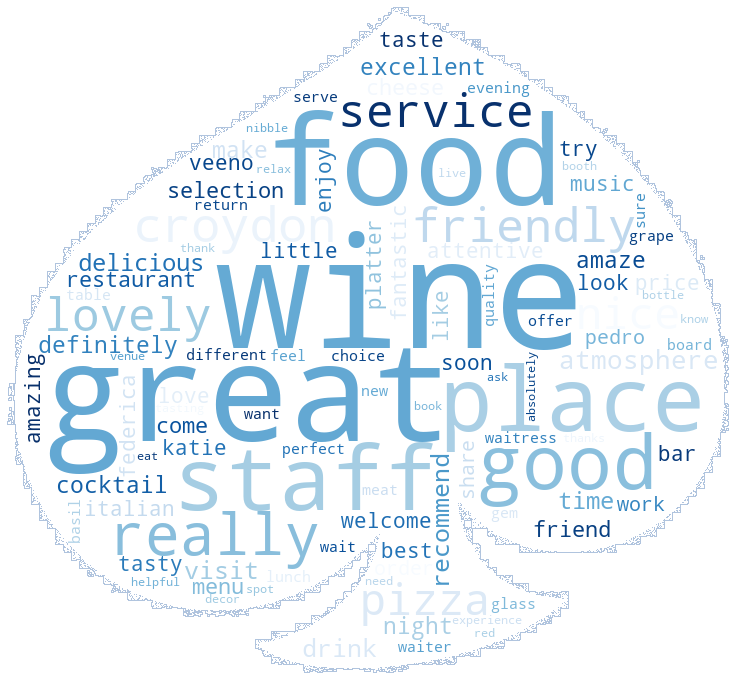 taste
excellent
cheese
evening
serve
service
nibble
food
make
veeno
relax
enjoy
live
try
booth
music
selection
return
croydon
friendly
sure
grape
thank
little
platter
fantastic
attentive
delicious
restaurant
wine
amaze
look
price
table
like
quality
nice
bottle
lovely
offer
know
definitely
pedro
board
venue
different
feel
choice
soon
atmosphere
amazing
great
place
ask
absolutely
love
new
book
want
come
waitress
thanks
federica
katie
eat
perfect
good
bar
staff
share
cocktail
meat
recommend
time
work
italian
gem
basil
really
welcome
friend
wait
best
tasty
visit
lunch
order
helpful
menu
spot
need
decor
pizza
glass
night
experience
red
drink
waiter